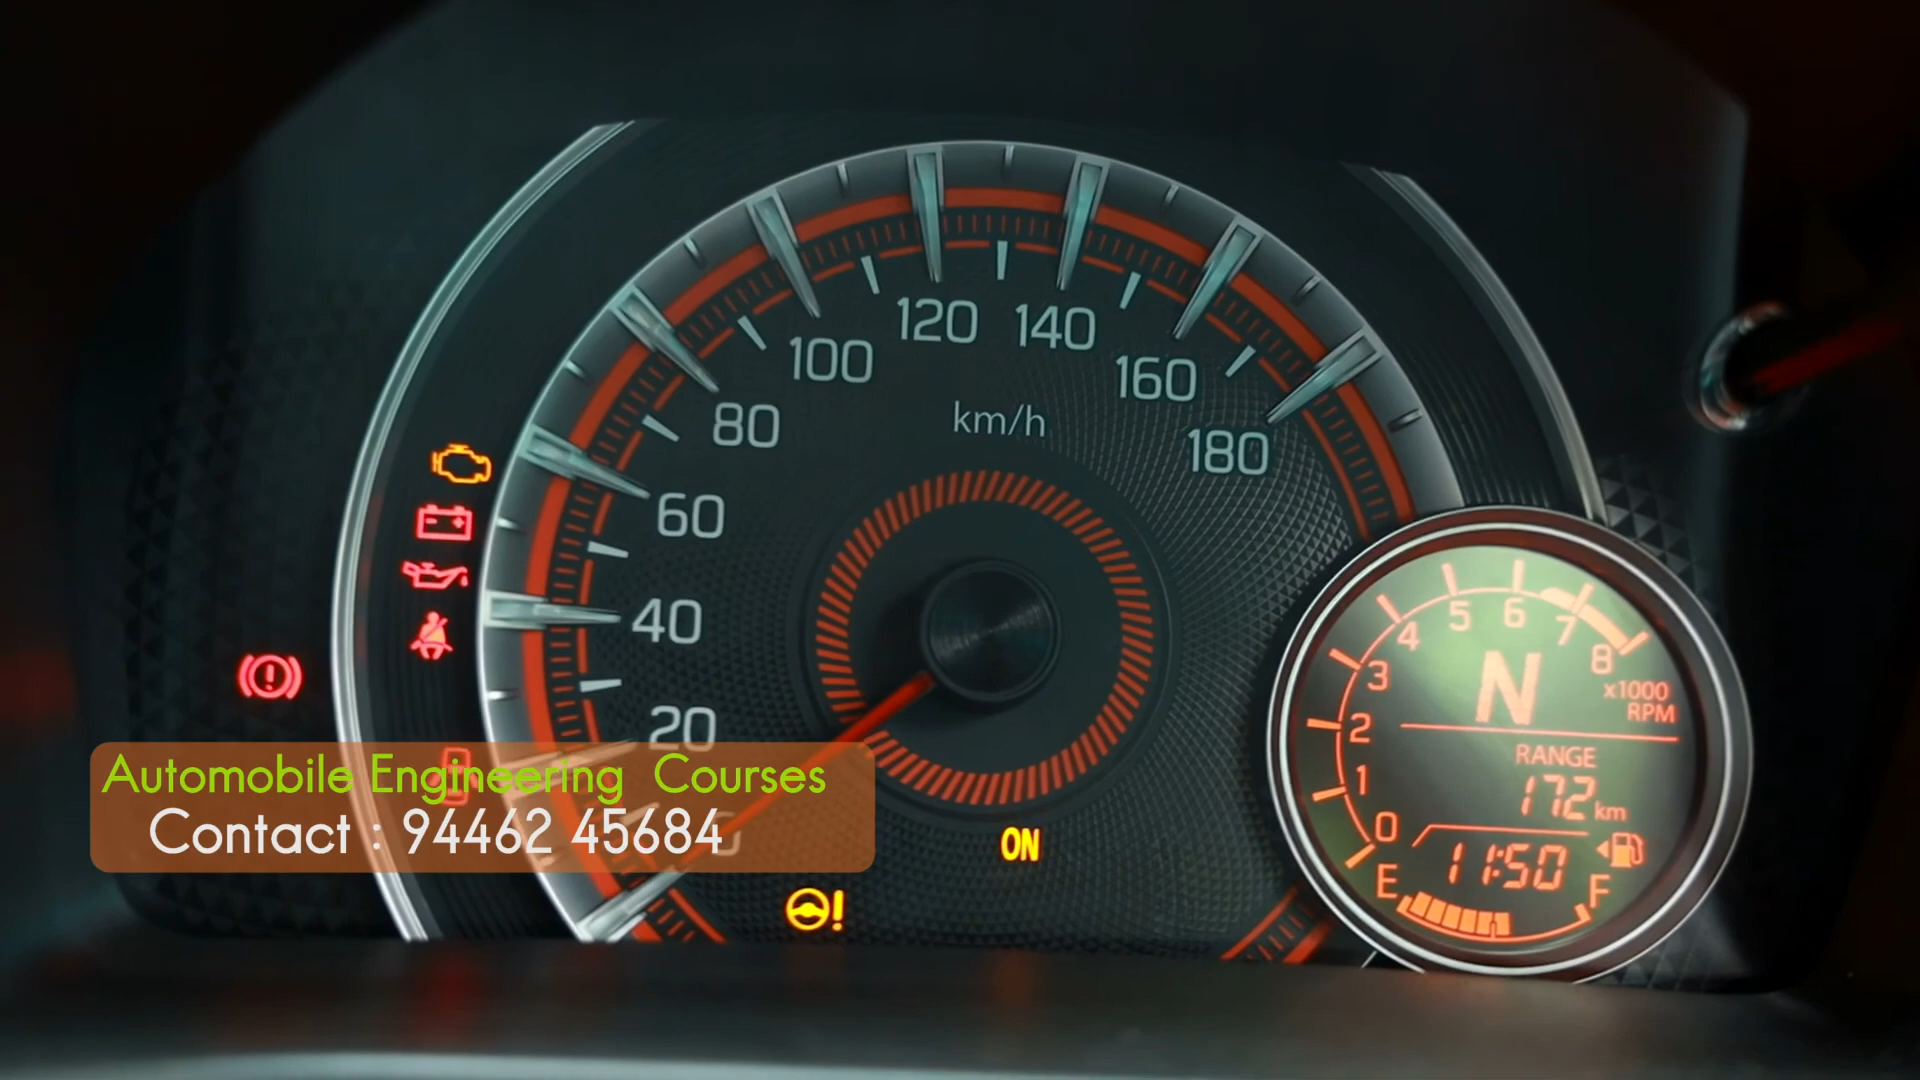 120 140
100
160
km/h
80
180
60
40
20
0
5 6
4 7
3 8
N
x1000
RPM
2
RANGE
1
172 km
0
11:50
E F
ON
!
!
Automobile Engineering Courses
Contact : 94462 45684